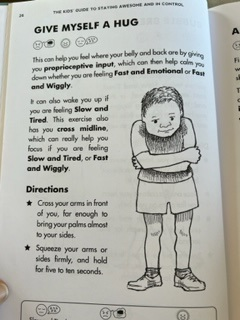 24
THE KIDS' GUIDE TO STAYING AWESOME AND IN CONTROL
GIVE MYSELF A HUG
This can help you feel where your belly and back are by giving
you proprioceptive input, which can then help calm you
down whether you are feeling Fast and Emotional or Fast
and Wiggly.
It can also wake you up if
you are feeling Slow and
Tired. This exercise also
has you cross midline,
which can really help you
focus if you are feeling
Slow and Tired, or Fast
and Wiggly.
Directions
★ Cross your arms in front
of you, far enough to
bring your palms almost
to your sides.
★ Squeeze your arms or
sides firmly, and hold
for five to ten seconds.